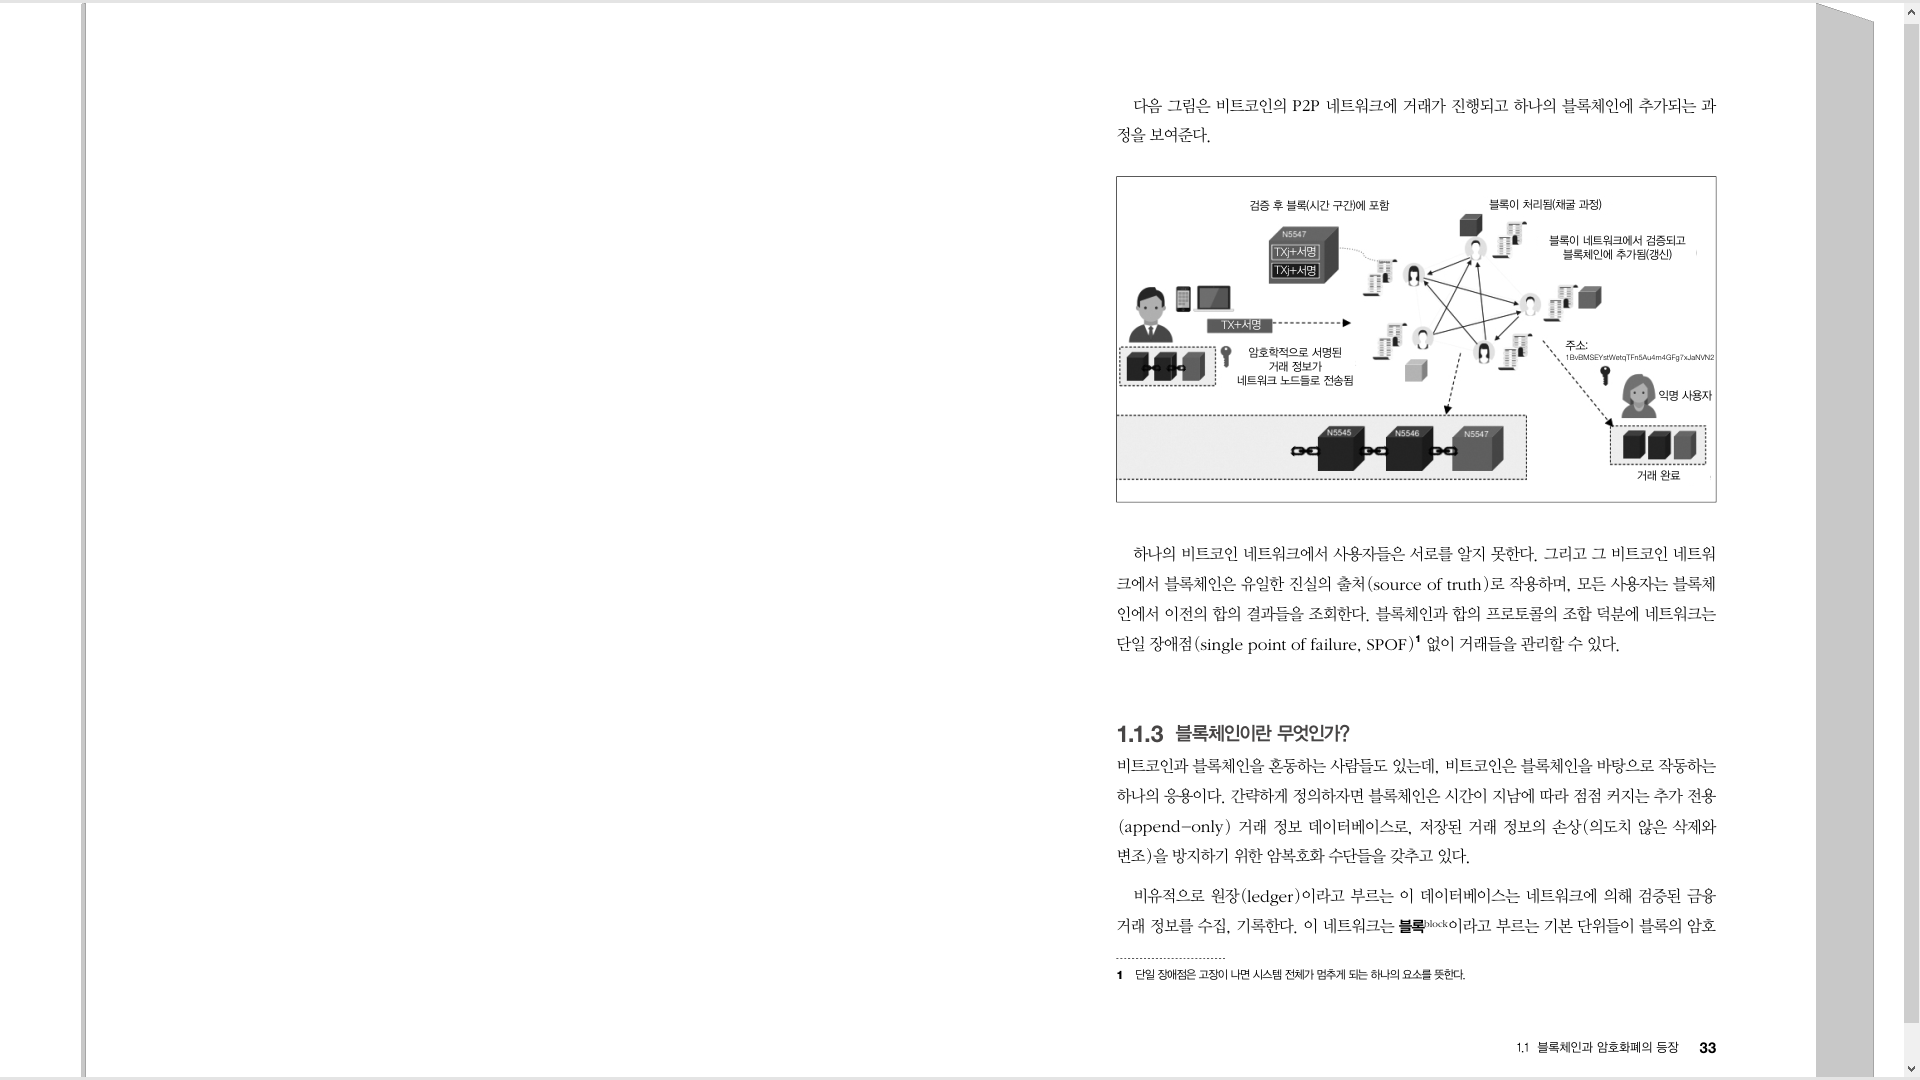 다음 그림은 비트코인의 P2P 네트워크에 거래가 진행되고 하나의 블록체인에 추가되는 과
정을 보여준다.
검증 후 블록(시간 구간)에 포함
블록이 처리됨(채굴 과정)
N5547
TXj+서명
TXj+서명
블록이 네트워크에서 검증되고
블록체인에 추가됨(갱신)
TX+서명
암호학적으로 서명된
거래 정보가
네트워크 노드들로 전송됨
주소:
1BvBMSEYstWetqTFn5Au4m4GFg7xJaNVN2
익명 사용자
N5545
N5546
N5547
거래 완료
하나의 비트코인 네트워크에서 사용자들은 서로를 알지 못한다. 그리고 그 비트코인 네트워
크에서 블록체인은 유일한 진실의 출처(source of truth)로 작용하며, 모든 사용자는 블록체
인에서 이전의 합의 결과들을 조회한다. 블록체인과 합의 프로토콜의 조합 덕분에 네트워크는
단일 장애점(single point of failure, SPOF)1 없이 거래들을 관리할 수 있다.
1.1.3 블록체인이란 무엇인가?
비트코인과 블록체인을 혼동하는 사람들도 있는데, 비트코인은 블록체인을 바탕으로 작동하는
하나의 응용이다. 간략하게 정의하자면 블록체인은 시간이 지남에 따라 점점 커지는 추가 전용
(append-only) 거래 정보 데이터베이스로, 저장된 거래 정보의 손상(의도치 않은 삭제와
변조)을 방지하기 위한 암복호화 수단들을 갖추고 있다.
비유적으로 원장(ledger)이라고 부르는 이 데이터베이스는 네트워크에 의해 검증된 금융
거래 정보를 수집, 기록한다. 이 네트워크는 블록block이라고 부르는 기본 단위들이 블록의 암호
1 단일 장애점은 고장이 나면 시스템 전체가 멈추게 되는 하나의 요소를 뜻한다.
1.1 블록체인과 암호화폐의 등장 33